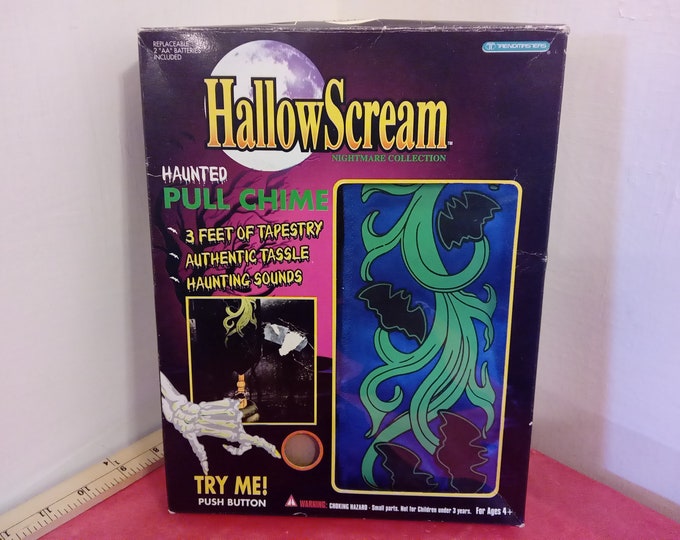 REPLACEABLE
2 "AA" BATTERIES
INCLUDED
TRENDMASTERS
HallowScream™
NIGHTMARE COLLECTION
HAUNTED
PULL CHIME
3 FEET OF TAPESTRY
AUTHENTIC TASSLE
HAUNTING SOUNDS
TRY ME!
PUSH BUTTON
WARNING: CHOKING HAZARD - Small parts. Not for Children under 3 years. For Ages 4+